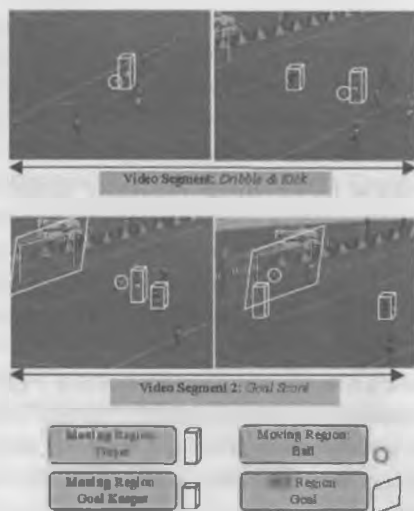 Video Segment: Dribble & Kick
Video Segment 2: Goal Score
Moving Region:
Player
Moving Region:
Ball
Moving Region
Goal Keeper
Region
Goal